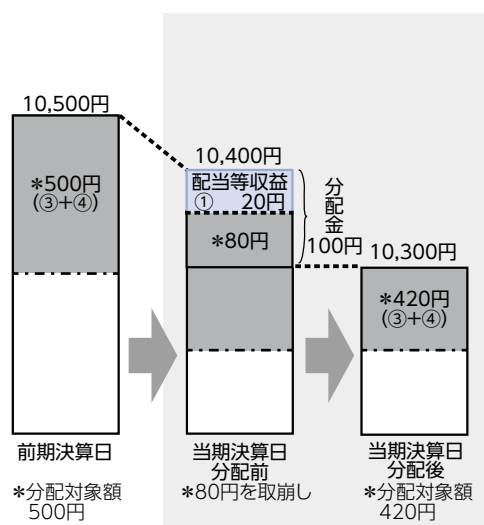 10,500円
*500円
(③+④)
10,400円
配当等収益
① 20円
*80円
分配金
100円
10,300円
*420円
(③+④)
前期決算日
*分配対象額
500円
当期決算日
分配前
*80円を取崩し
当期決算日
分配後
*分配対象額
420円